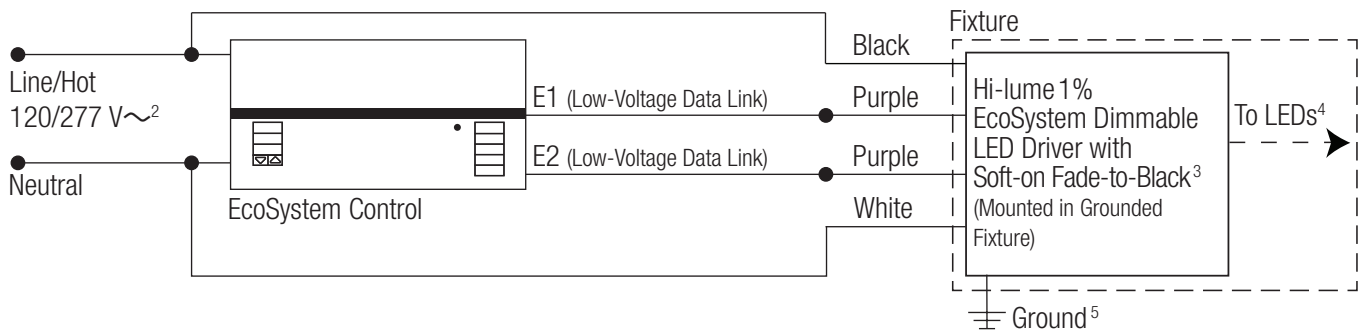 Fixture
Black
Line/Hot
120/277 V~2
E1 (Low-Voltage Data Link)
Purple
Hi-lume 1%
EcoSystem Dimmable
LED Driver with
Soft-on Fade-to-Black3
(Mounted in Grounded
Fixture)
To LEDs4
E2 (Low-Voltage Data Link)
Purple
Neutral
EcoSystem Control
White
Ground5